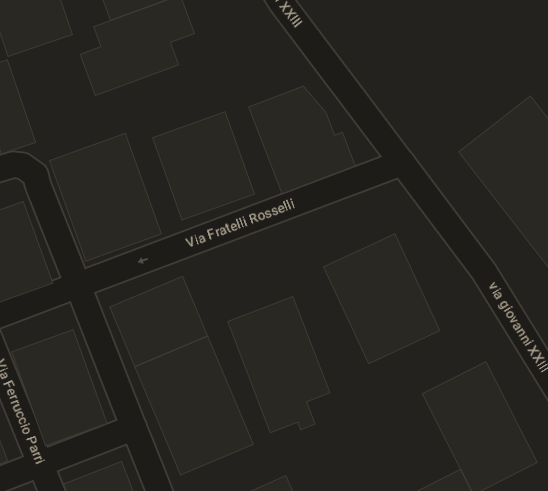 XXIII
Via Fratelli Rosselli
via giovanni XXIII
Via Ferruccio Parri